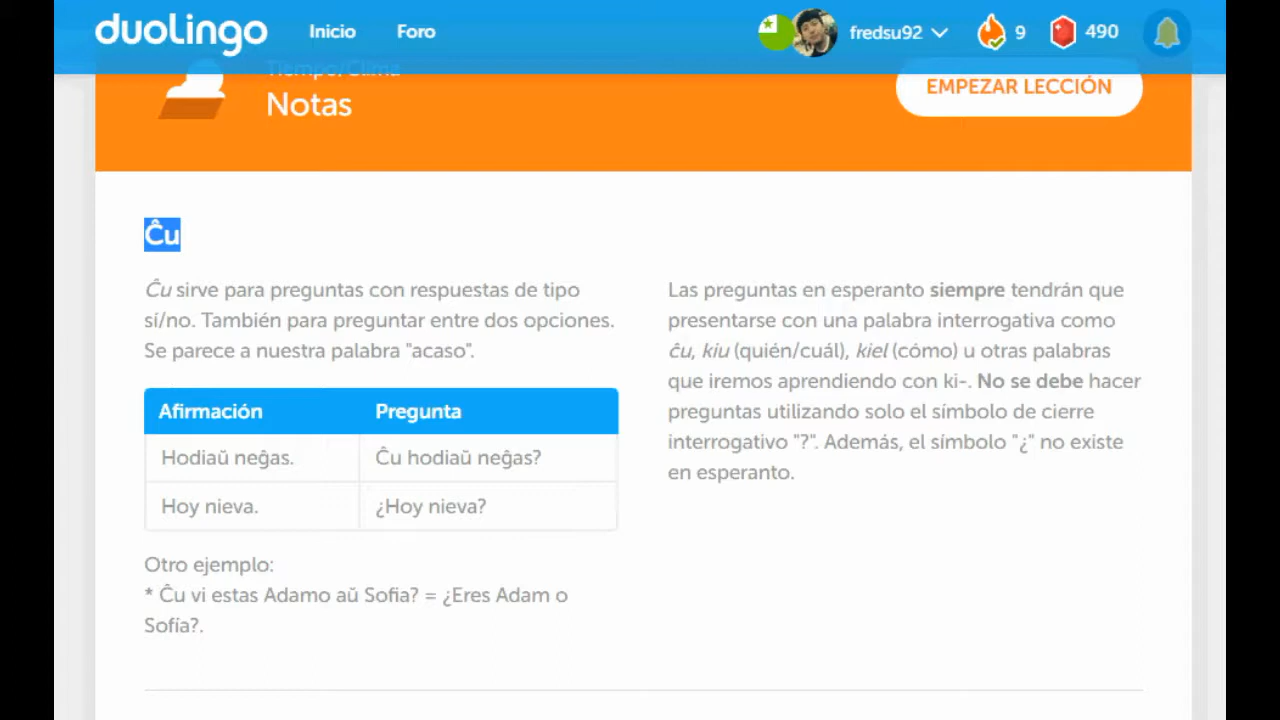 duolingo Inicio Foro fredsu92 9 490
Tiempo/Clima
Notas
EMPEZAR LECCIÓN
Ĉu
Ĉu sirve para preguntas con respuestas de tipo
sí/no. También para preguntar entre dos opciones.
Se parece a nuestra palabra "acaso".
Afirmación Pregunta
Hodiaŭ neĝas. Ĉu hodiaŭ neĝas?
Hoy nieva. ¿Hoy nieva?
Otro ejemplo:
* Ĉu vi estas Adamo aŭ Sofia? = ¿Eres Adam o
Sofía?.
Las preguntas en esperanto siempre tendrán que
presentarse con una palabra interrogativa como
ĉu, kiu (quién/cuál), kiel (cómo) u otras palabras
que iremos aprendiendo con ki-. No se debe hacer
preguntas utilizando solo el símbolo de cierre
interrogativo "?". Además, el símbolo "¿" no existe
en esperanto.